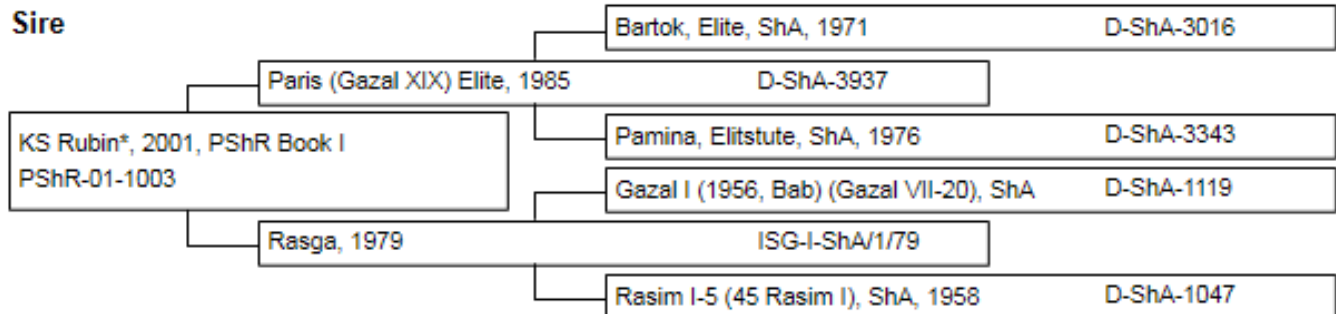 Sire
Bartok, Elite, ShA, 1971 D-ShA-3016
Paris (Gazal XIX) Elite, 1985 D-ShA-3937
Pamina, Elitstute, ShA, 1976 D-ShA-3343
KS Rubin*, 2001, PShR Book I
PShR-01-1003
Gazal I (1956, Bab) (Gazal VII-20), ShA D-ShA-1119
Rasga, 1979 ISG-I-ShA/1/79
Rasim I-5 (45 Rasim I), ShA, 1958 D-ShA-1047